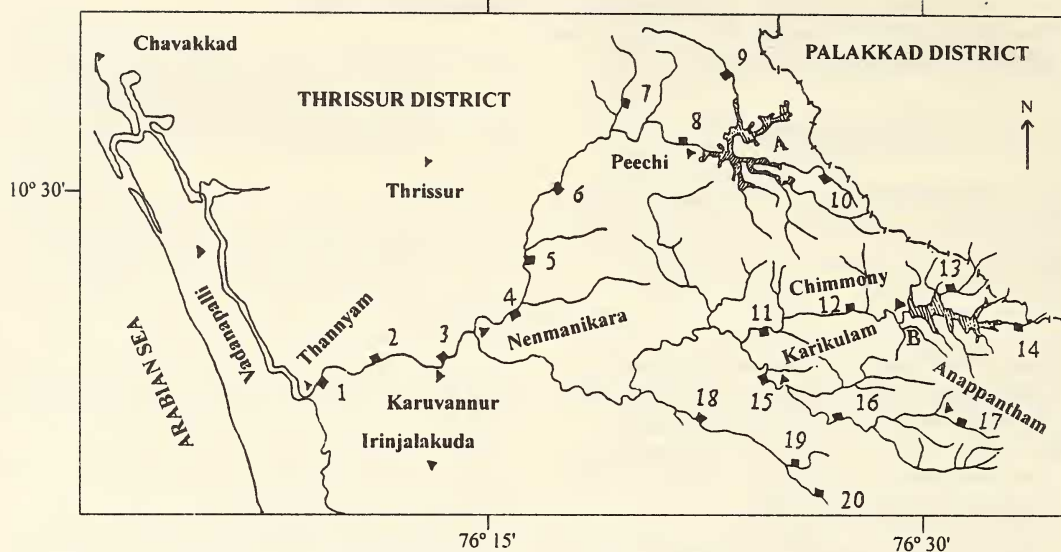 Chavakkad
PALAKKAD DISTRICT
9
THRISSUR DISTRICT
7
N
8
A
Peechi
Thrissur
10° 30'
6
10
5
Chimmony
13
Vadanapalli
4
12
Thannyam
11
Nenmanikara
B
Karikulam
14
2
3
1
Anappantham
ARABIAN SEA
Karuvannur
15
16
17
18
Irinjalakuda
19
20
76° 15'
76° 30'